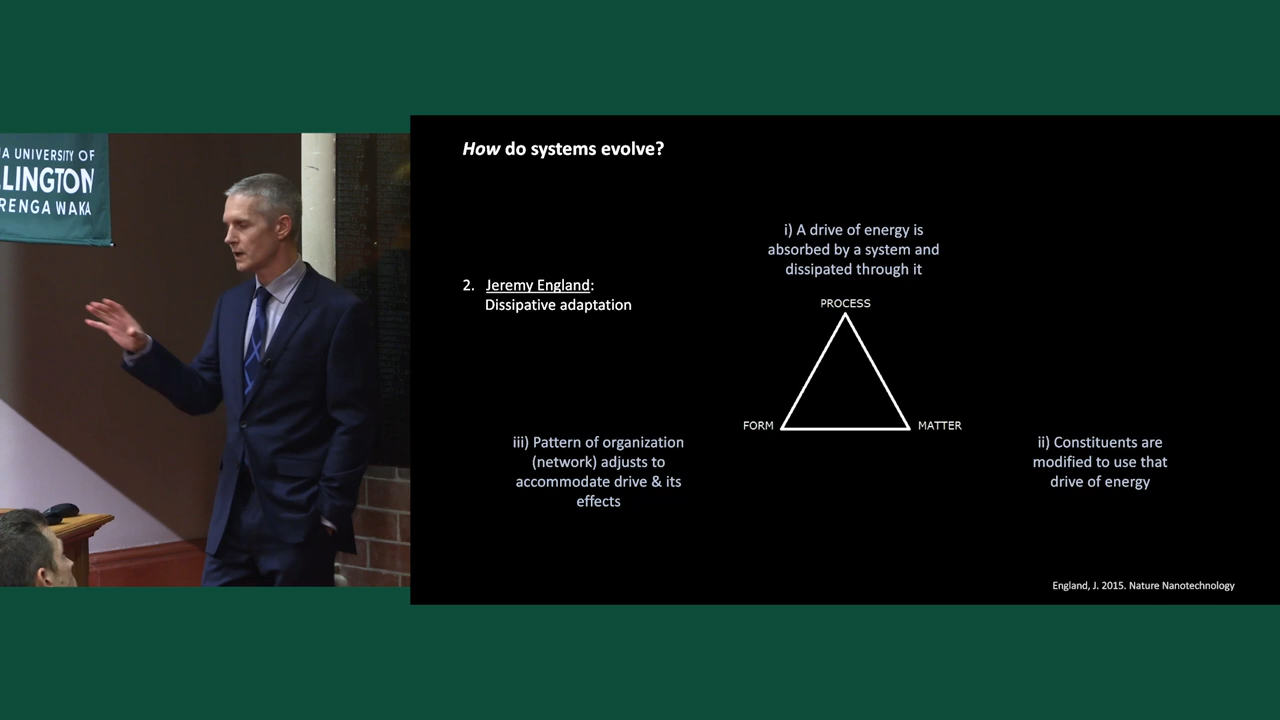 A UNIVERSITY OF
LLINGTON
RENGA WAKA
How do systems evolve?
i) A drive of energy is
absorbed by a system and
dissipated through it
2. Jeremy England:
Dissipative adaptation
PROCESS
FORM
MATTER
iii) Pattern of organization
(network) adjusts to
accommodate drive & its
effects
ii) Constituents are
modified to use that
drive of energy
England, J. 2015. Nature Nanotechnology